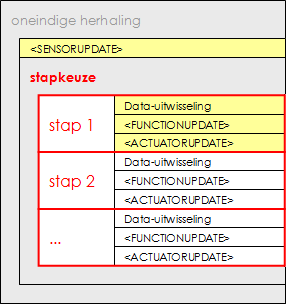 oneindige herhaling
<SENSORUPDATE>
stapkeuze
stap 1
Data-uitwisseling
<FUNCTIONUPDATE>
<ACTUATORUPDATE>
stap 2
Data-uitwisseling
<FUNCTIONUPDATE>
<ACTUATORUPDATE>
...
Data-uitwisseling
<FUNCTIONUPDATE>
<ACTUATORUPDATE>